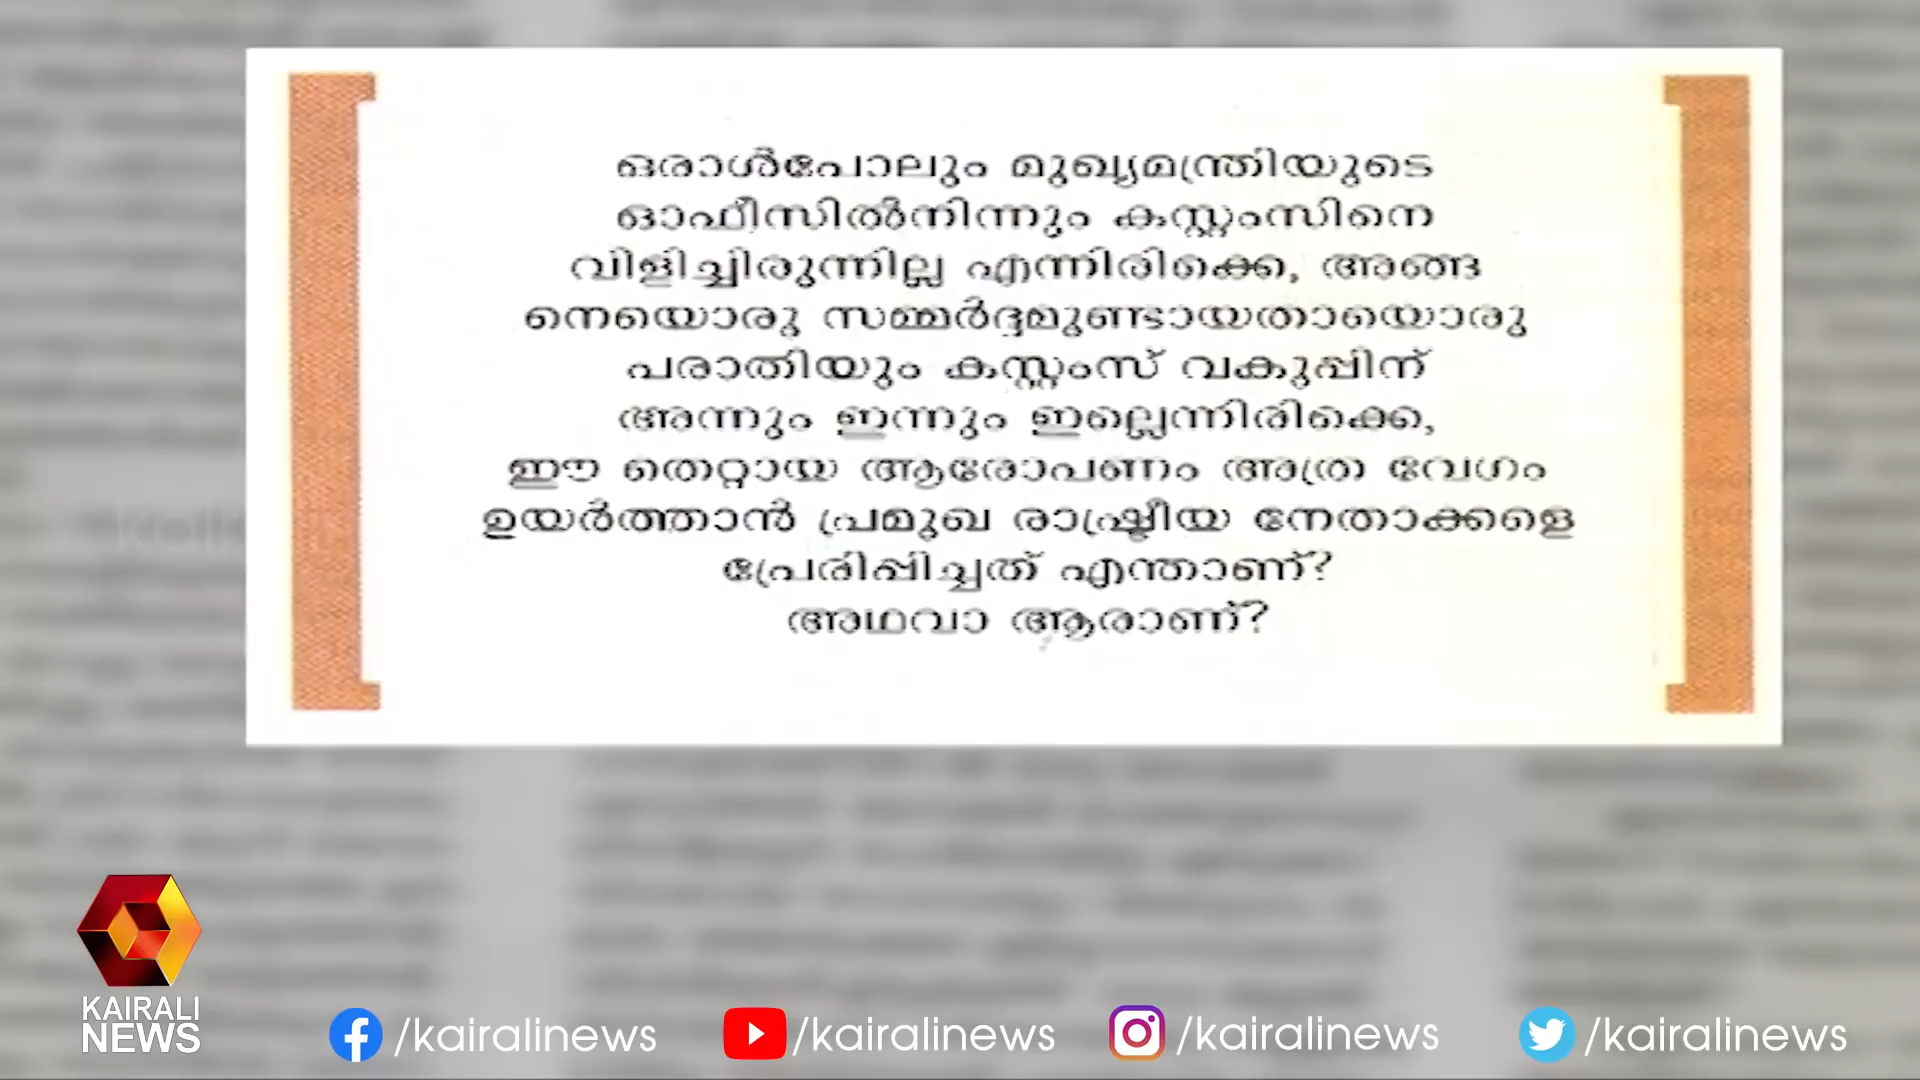 ഒരാൾപോലും മുഖ്യമന്ത്രിയുടെ
ഓഫീസിൽനിന്നും കസ്റ്റംസിനെ
വിളിച്ചിരുന്നില്ല എന്നിരിക്കെ, അങ്ങ
നെയൊരു സമ്മർദ്ദമുണ്ടായതായൊരു
പരാതിയും കസ്റ്റംസ് വകുപ്പിന്
അന്നും ഇന്നും ഇല്ലെന്നിരിക്കെ,
ഈ തെറ്റായ ആരോപണം അത്ര വേഗം
ഉയർത്താൻ പ്രമുഖ രാഷ്ട്രീയ നേതാക്കളെ
പ്രേരിപ്പിച്ചത് എന്താണ്?
അഥവാ ആരാണ്?
KAIRALI
NEWS
/kairalinews /kairalinews /kairalinews /kairalinews